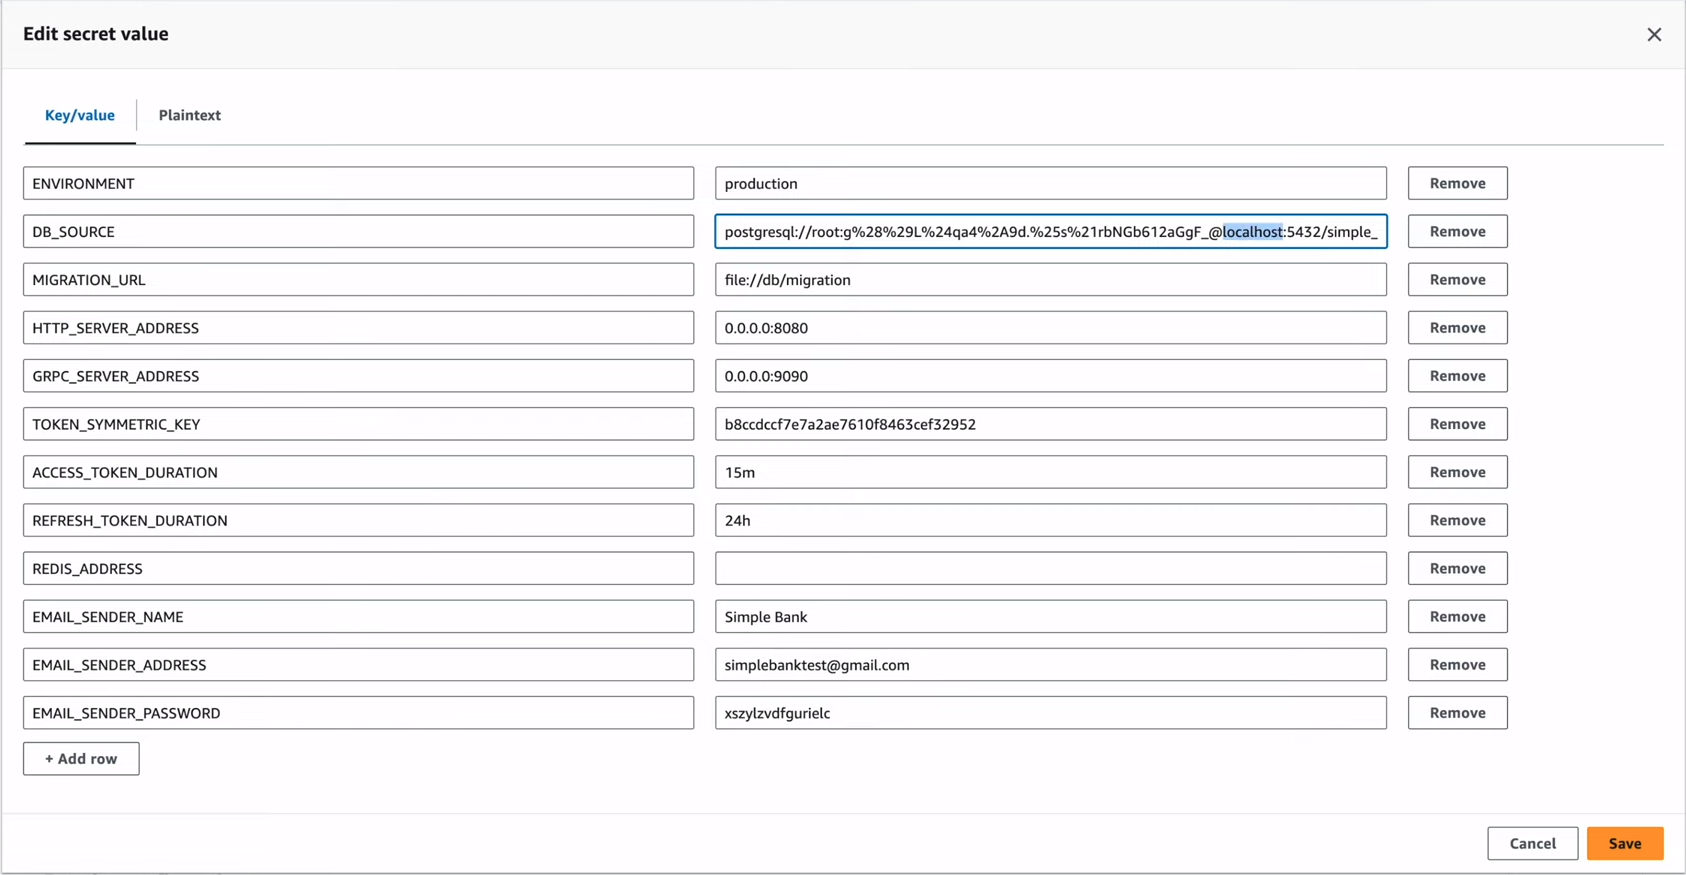 Edit secret value
Key/value Plaintext
ENVIRONMENT production Remove
DB_SOURCE postgresql://root:g%28%29L%24qa4%2A9d.%25s%21rbNGb612aGgF_@localhost:5432/simple_ Remove
MIGRATION_URL file://db/migration Remove
HTTP_SERVER_ADDRESS 0.0.0.0:8080 Remove
GRPC_SERVER_ADDRESS 0.0.0.0:9090 Remove
TOKEN_SYMMETRIC_KEY b8ccdccf7e7a2ae7610f8463cef32952 Remove
ACCESS_TOKEN_DURATION 15m Remove
REFRESH_TOKEN_DURATION 24h Remove
REDIS_ADDRESS Remove
EMAIL_SENDER_NAME Simple Bank Remove
EMAIL_SENDER_ADDRESS simplebanktest@gmail.com Remove
EMAIL_SENDER_PASSWORD xszylzvdfgurielc Remove
+ Add row
Cancel Save